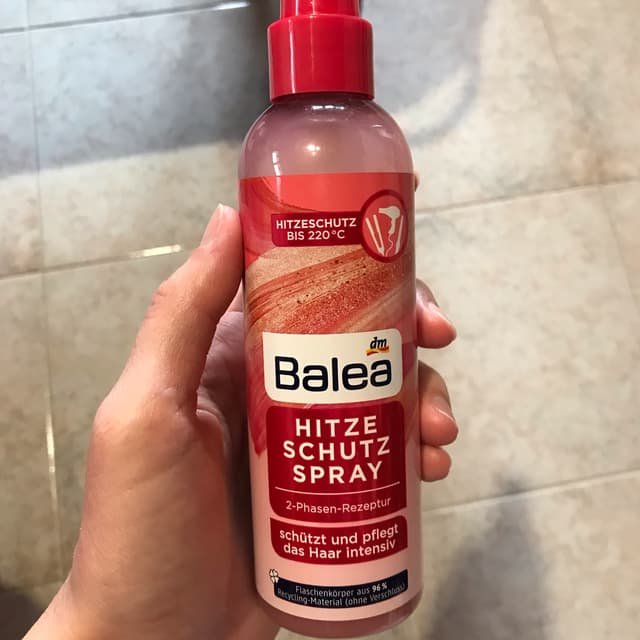 HITZESCHUTZ
BIS 220°C
dm
Balea
HITZE
SCHUTZ
SPRAY
2-Phasen-Rezeptur
schützt und pflegt
das Haar intensiv
Flaschenkörper aus 96%
Recycling-Material (ohne Verschluss)